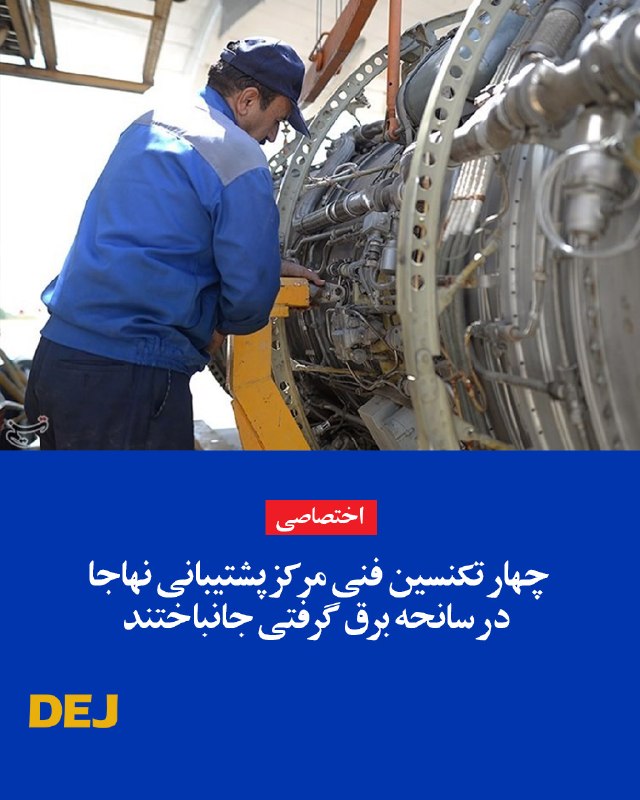 اختصاصی
چهار تکنسین فنی مرکز پشتیبانی نهاجا
در سانحه برق گرفتی جانباختند
DEJ